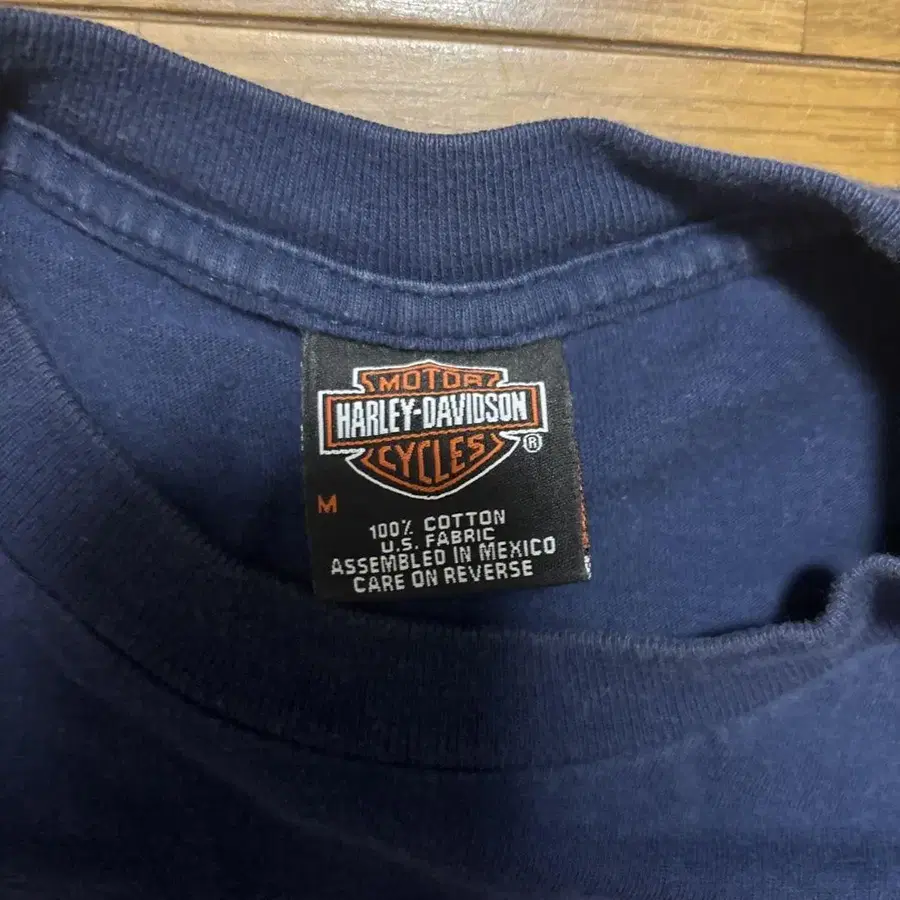 MOTOR
HARLEY-DAVIDSON
CYCLES
®
M
100% COTTON
U.S. FABRIC
ASSEMBLED IN MEXICO
CARE ON REVERSE